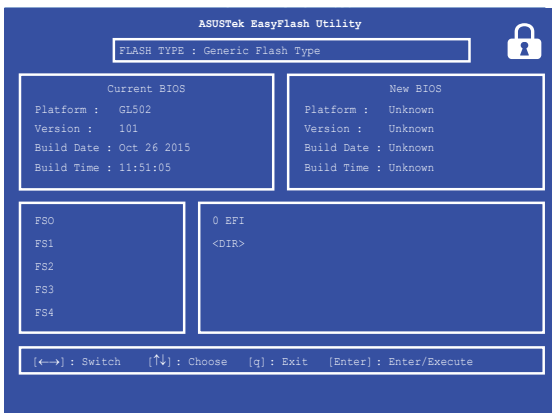 ASUSTek EasyFlash Utility
FLASH TYPE : Generic Flash Type
Current BIOS
Platform : GL502
Version : 101
Build Date : Oct 26 2015
Build Time : 11:51:05
New BIOS
Platform : Unknown
Version : Unknown
Build Date : Unknown
Build Time : Unknown
FSO
FS1
FS2
FS3
FS4
0 EFI
<DIR>
[←→] : Switch [↑↓] : Choose [q] : Exit [Enter] : Enter/Execute